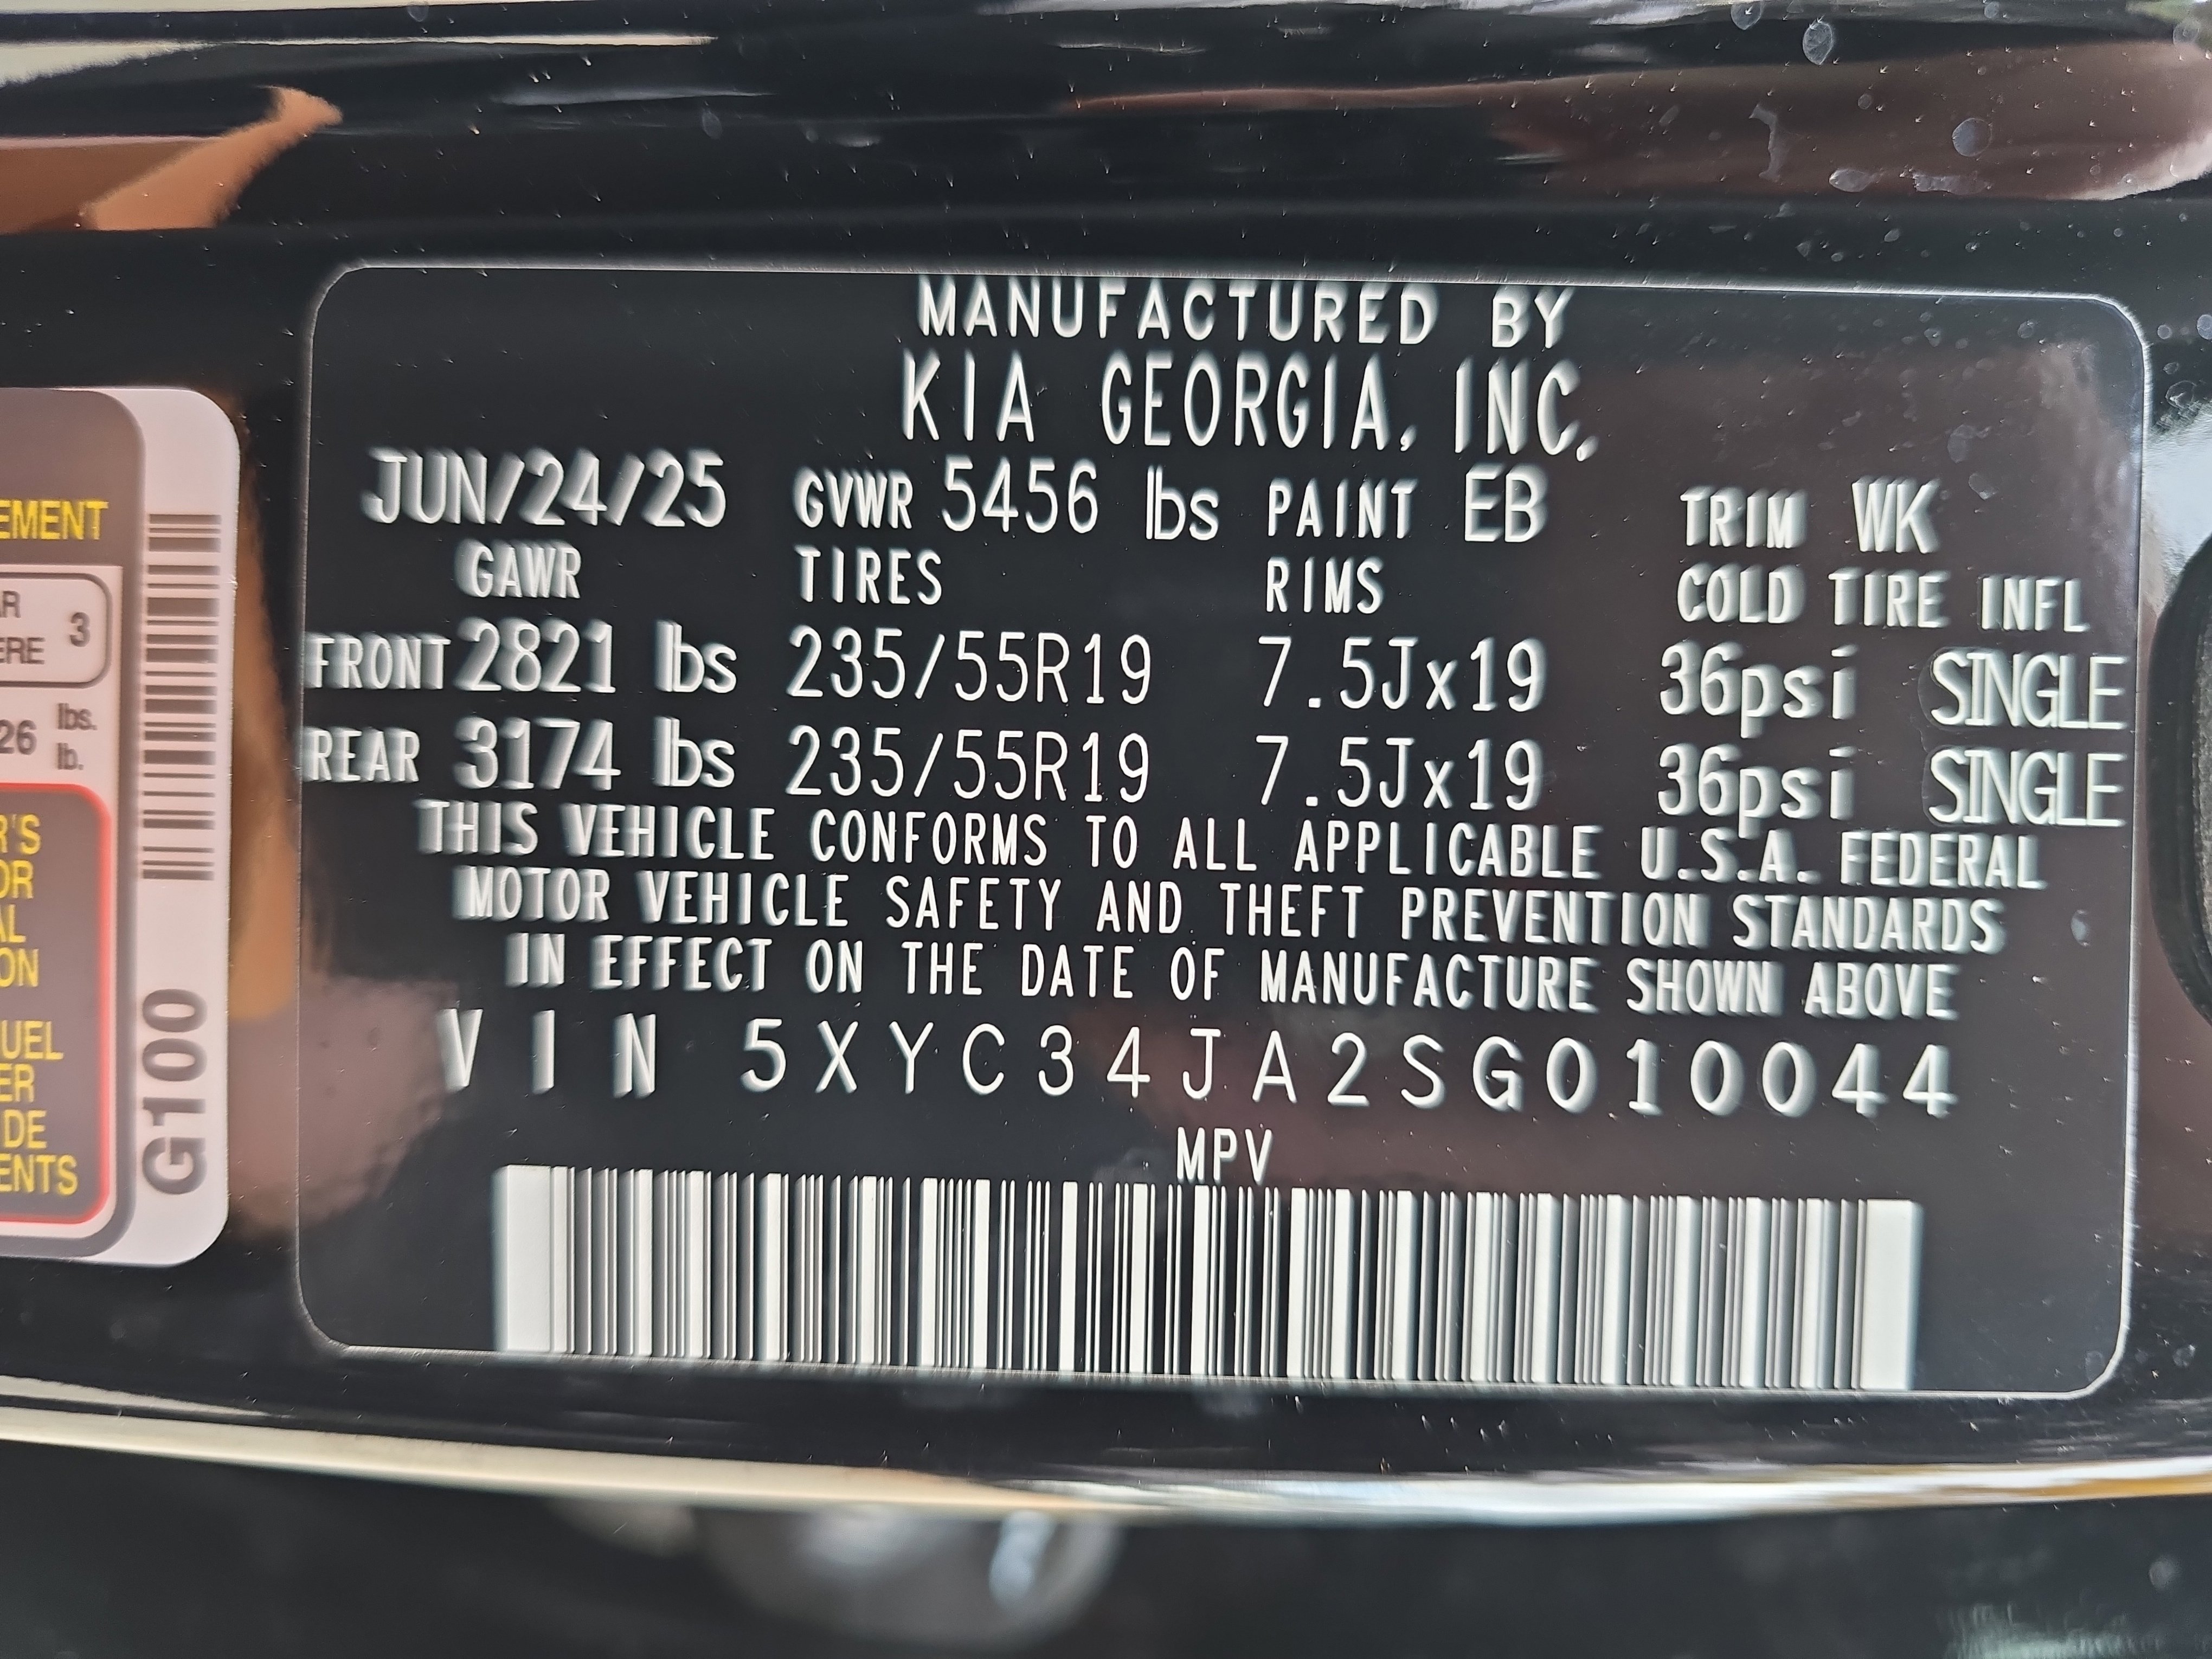 MANUFACTURED BY
KIA GEORGIA, INC.
JUN/24/25 GVWR 5456 lbs PAINT EB TRIM WK
GAWR TIRES RIMS COLD TIRE INFL
FRONT 2821 lbs 235/55R19 7.5Jx19 36psi SINGLE
REAR 3174 lbs 235/55R19 7.5Jx19 36psi SINGLE
THIS VEHICLE CONFORMS TO ALL APPLICABLE U.S.A. FEDERAL
MOTOR VEHICLE SAFETY AND THEFT PREVENTION STANDARDS
IN EFFECT ON THE DATE OF MANUFACTURE SHOWN ABOVE
VIN 5XYC34JA2SG010044
MPV
3
26 lbs.
lb.
DE
G100